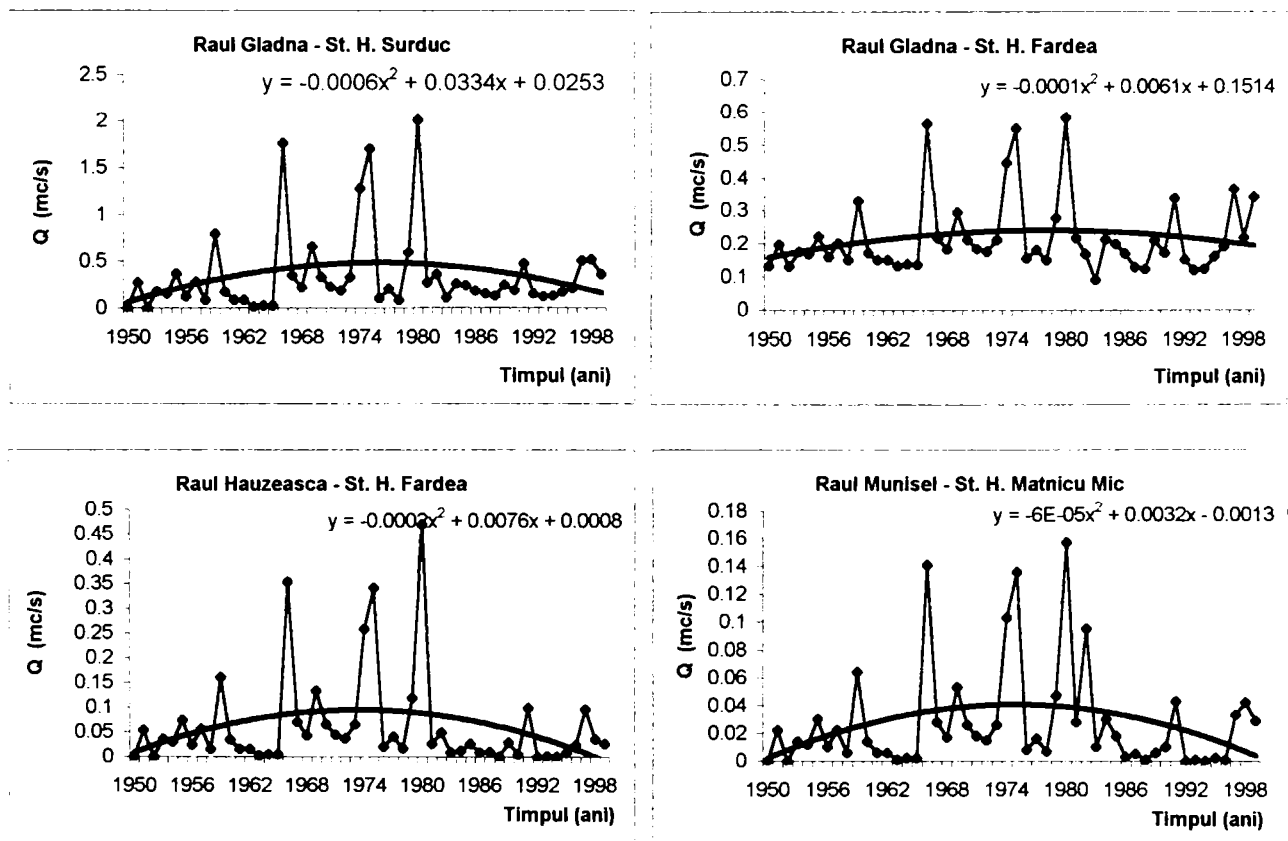 Raul Gladna - St. H. Surduc
y = -0.0006x² + 0.0334x + 0.0253
2.5
2
1.5
1
0.5
0
Q (mc/s)
1950 1956 1962 1968 1974 1980 1986 1992 1998
Timpul (ani)
Raul Gladna - St. H. Fardea
y = -0.0001x² + 0.0061x + 0.1514
0.7
0.6
0.5
0.4
0.3
0.2
0.1
0
Q (mc/s)
1950 1956 1962 1968 1974 1980 1986 1992 1998
Timpul (ani)
Raul Hauzeasca - St. H. Fardea
y = -0.0002x² + 0.0076x + 0.0008
0.5
0.45
0.4
0.35
0.3
0.25
0.2
0.15
0.1
0.05
0
Q (mc/s)
1950 1956 1962 1968 1974 1980 1986 1992 1998
Timpul (ani)
Raul Munisel - St. H. Matnicu Mic
y = -6E-05x² + 0.0032x - 0.0013
0.18
0.16
0.14
0.12
0.1
0.08
0.06
0.04
0.02
0
Q (mc/s)
1950 1956 1962 1968 1974 1980 1986 1992 1998
Timpul (ani)